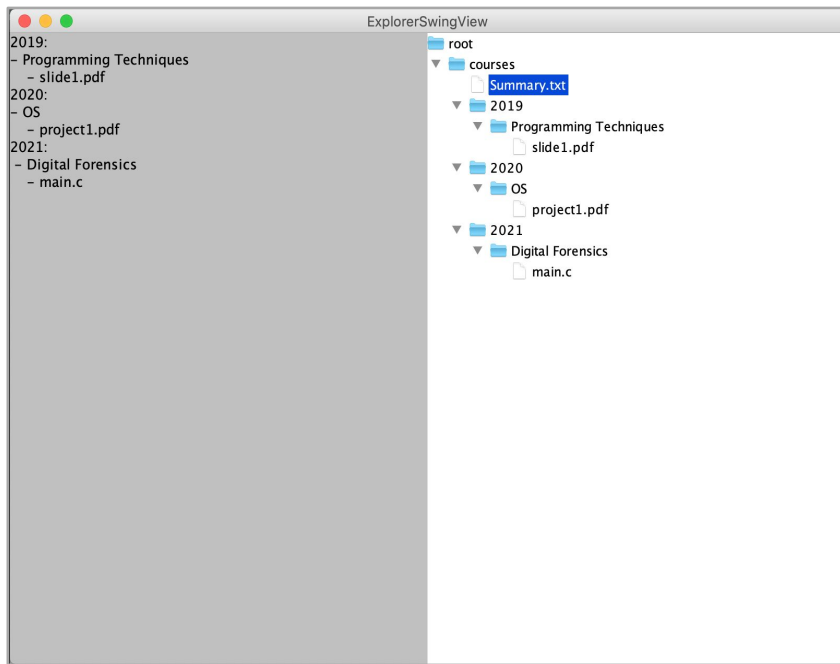 ExplorerSwingView
2019:
– Programming Techniques
– slide1.pdf
2020:
– OS
– project1.pdf
2021:
– Digital Forensics
– main.c
root
courses
Summary.txt
2019
Programming Techniques
slide1.pdf
2020
OS
project1.pdf
2021
Digital Forensics
main.c